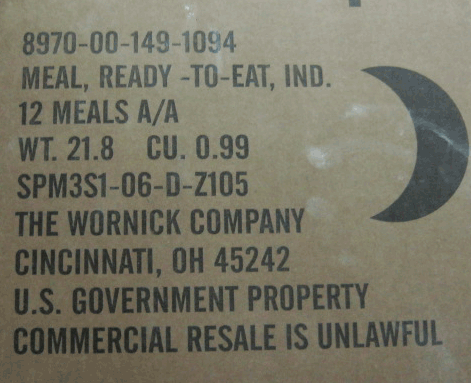 8970-00-149-1094
MEAL, READY -TO-EAT, IND.
12 MEALS A/A
WT. 21.8 CU. 0.99
SPM3S1-06-D-Z105
THE WORNICK COMPANY
CINCINNATI, OH 45242
U.S. GOVERNMENT PROPERTY
COMMERCIAL RESALE IS UNLAWFUL